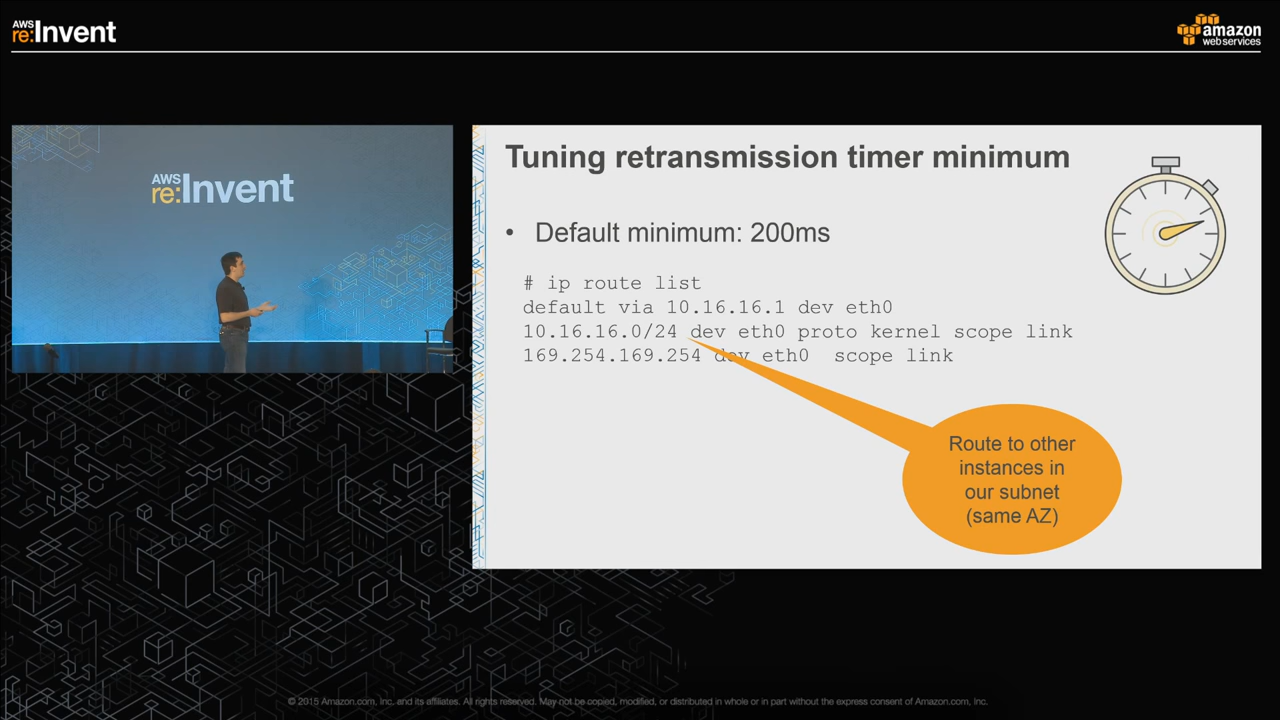 AWS
re:Invent
amazon
web services
AWS
re:Invent
Tuning retransmission timer minimum
• Default minimum: 200ms
# ip route list
default via 10.16.16.1 dev eth0
10.16.16.0/24 dev eth0 proto kernel scope link
169.254.169.254 dev eth0  scope link
Route to other
instances in
our subnet
(same AZ)
© 2015 Amazon.com, Inc. and its affiliates. All rights reserved. May not be copied, modified, or distributed in whole or in part without the express consent of Amazon.com, Inc.